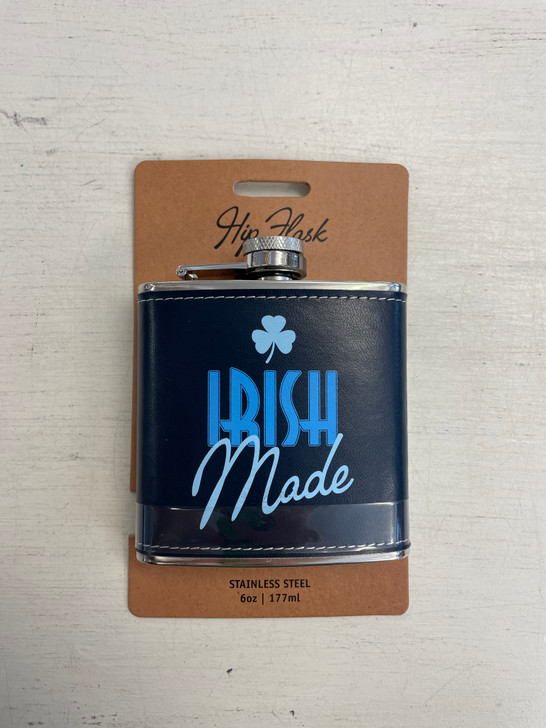 Hip Flask
IRISH
Made
STAINLESS STEEL
6oz | 177ml